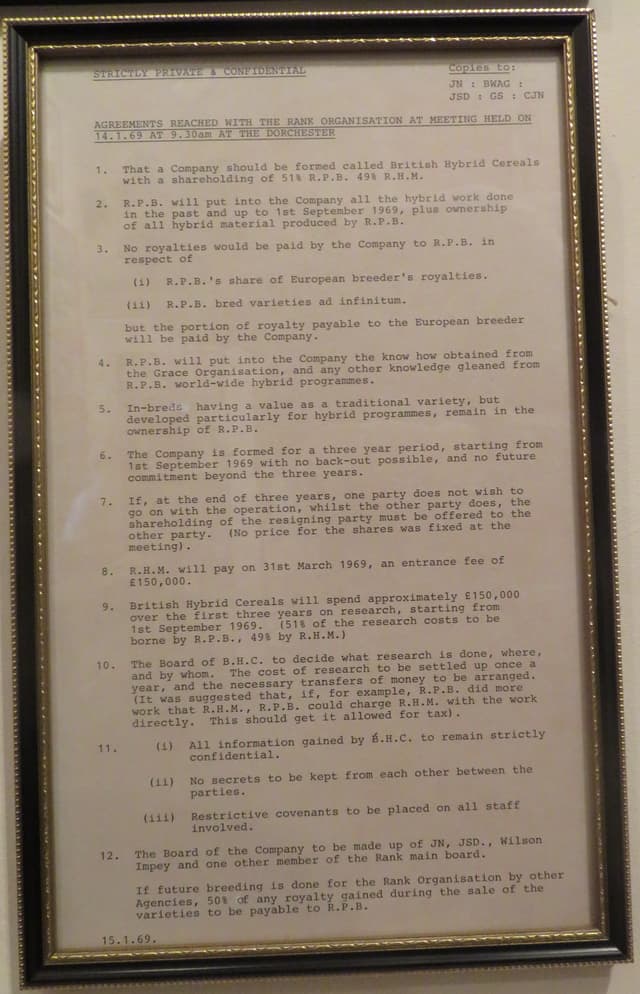 STRICTLY PRIVATE & CONFIDENTIAL
Copies to:
JN : BWAG :
JSD : GS : CJN
AGREEMENTS REACHED WITH THE RANK ORGANISATION AT MEETING HELD ON
14.1.69 AT 9.30am AT THE DORCHESTER
1. That a Company should be formed called British Hybrid Cereals
with a shareholding of 51% R.P.B. 49% R.H.M.
2. R.P.B. will put into the Company all the hybrid work done
in the past and up to 1st September 1969, plus ownership
of all hybrid material produced by R.P.B.
3. No royalties would be paid by the Company to R.P.B. in
respect of
(i) R.P.B.'s share of European breeder's royalties.
(ii) R.P.B. bred varieties ad infinitum.
but the portion of royalty payable to the European breeder
will be paid by the Company.
4. R.P.B. will put into the Company the know how obtained from
the Grace Organisation, and any other knowledge gleaned from
R.P.B. world-wide hybrid programmes.
5. In-breds having a value as a traditional variety, but
developed particularly for hybrid programmes, remain in the
ownership of R.P.B.
6. The Company is formed for a three year period, starting from
1st September 1969 with no back-out possible, and no future
commitment beyond the three years.
7. If, at the end of three years, one party does not wish to
go on with the operation, whilst the other party does, the
shareholding of the resigning party must be offered to the
other party. (No price for the shares was fixed at the
meeting).
8. R.H.M. will pay on 31st March 1969, an entrance fee of
£150,000.
9. British Hybrid Cereals will spend approximately £150,000
over the first three years on research, starting from
1st September 1969. (51% of the research costs to be
borne by R.P.B., 49% by R.H.M.)
10. The Board of B.H.C. to decide what research is done, where,
and by whom. The cost of research to be settled up once a
year, and the necessary transfers of money to be arranged.
(It was suggested that, if, for example, R.P.B. did more
work that R.H.M., R.P.B. could charge R.H.M. with the work
directly. This should get it allowed for tax).
11. (i) All information gained by B.H.C. to remain strictly
confidential.
(ii) No secrets to be kept from each other between the
parties.
(iii) Restrictive covenants to be placed on all staff
involved.
12. The Board of the Company to be made up of JN, JSD., Wilson
Impey and one other member of the Rank main board.
If future breeding is done for the Rank Organisation by other
Agencies, 50% of any royalty gained during the sale of the
varieties to be payable to R.P.B.
15.1.69.